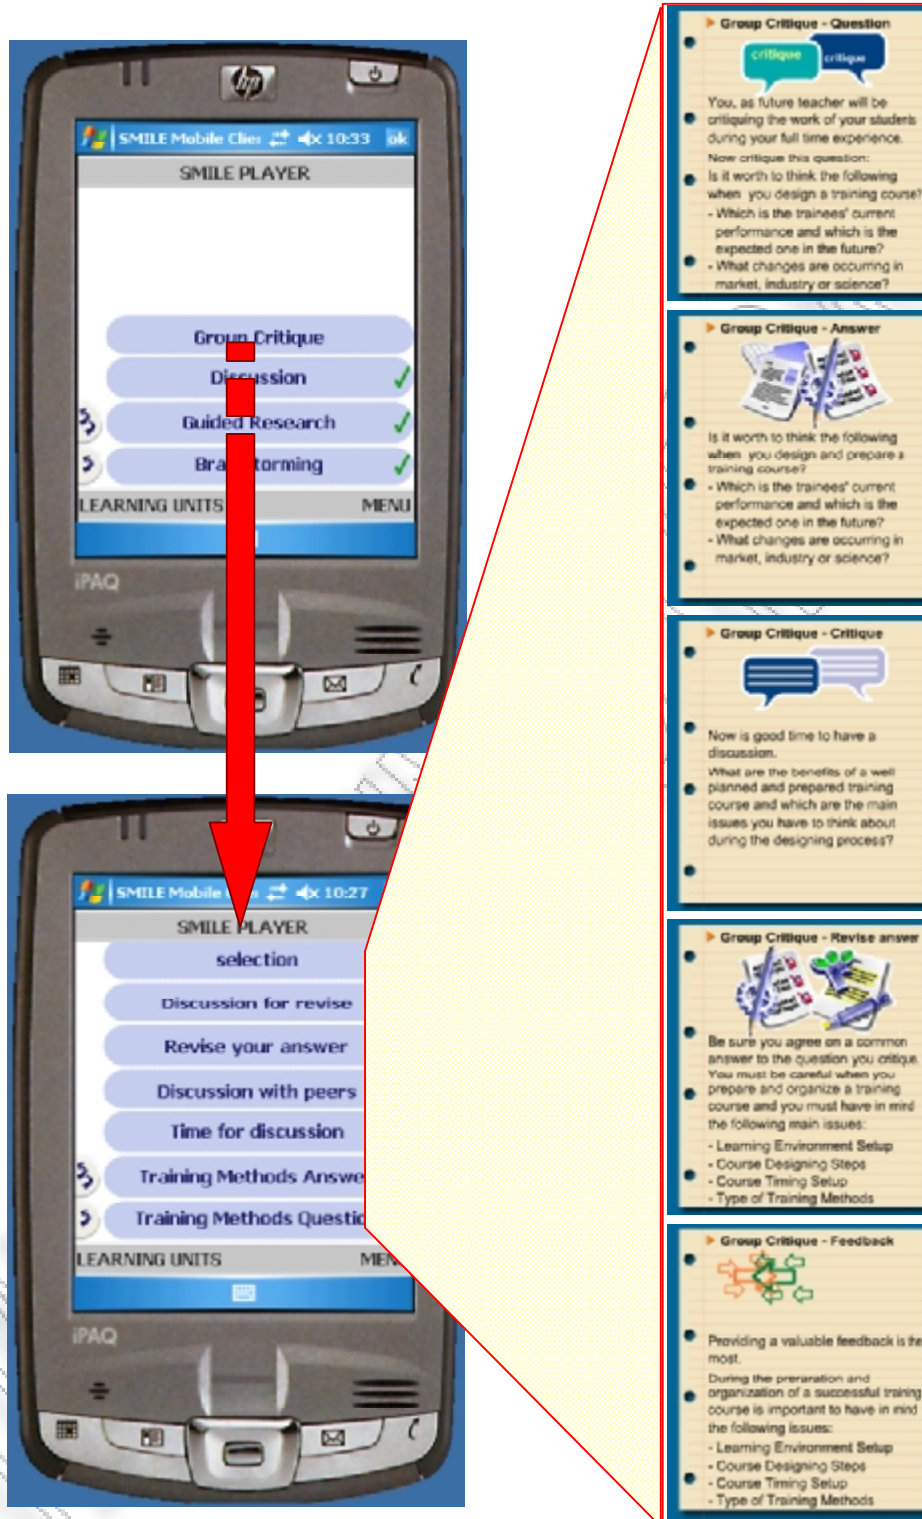 hp
SMILE Mobile Clie 10:33 ok
SMILE PLAYER
Group Critique
Discussion
Guided Research
Brainstorming
LEARNING UNITS MENU
iPAQ
SMILE Mobile 10:27
SMILE PLAYER
selection
Discussion for revise
Revise your answer
Discussion with peers
Time for discussion
Training Methods Answe
Training Methods Questio
LEARNING UNITS MEN
iPAQ
Group Critique - Question
critique
critique
You, as future teacher will be
critiquing the work of your students
during your full time experience.
Now critique this question:
Is it worth to think the following
when you design a training course?
- Which is the trainees' current
performance and which is the
expected one in the future?
- What changes are occurring in
market, industry or science?
Group Critique - Answer
Is it worth to think the following
when you design and prepare a
training course?
- Which is the trainees' current
performance and which is the
expected one in the future?
- What changes are occurring in
market, industry or science?
Group Critique - Critique
Now is good time to have a
discussion.
What are the benefits of a well
planned and prepared training
course and which are the main
issues you have to think about
during the designing process?
Group Critique - Revise answer
Be sure you agree on a common
answer to the question you critique.
You must be careful when you
prepare and organize a training
course and you must have in mind
the following main issues:
- Learning Environment Setup
- Course Designing Steps
- Course Timing Setup
- Type of Training Methods
Group Critique - Feedback
Providing a valuable feedback is the
most.
During the preraration and
organization of a successful training
course is important to have in mind
the following issues:
- Learning Environment Setup
- Course Designing Steps
- Course Timing Setup
- Type of Training Methods